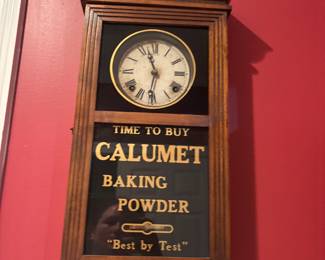 TIME TO BUY
CALUMET
BAKING
POWDER
"Best by Test"